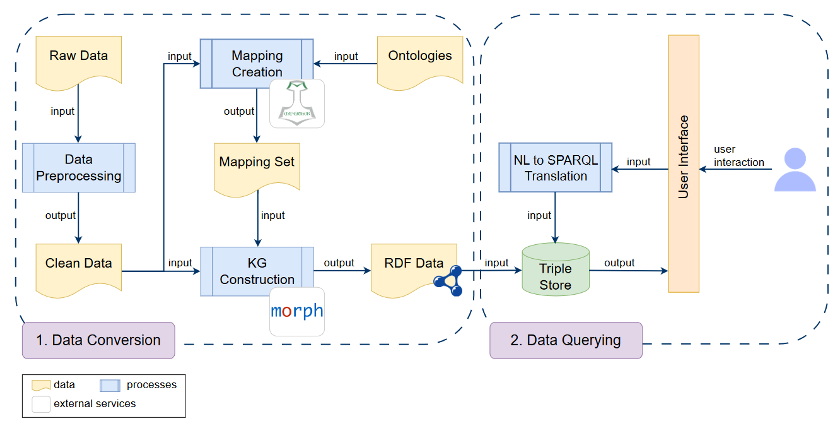 Raw Data
input
Mapping
Creation
input
Ontologies
input
output
Data
Preprocessing
Mapping Set
output
input
Clean Data
input
KG
Construction
output
RDF Data
morph
1. Data Conversion
User Interface
NL to SPARQL
Translation
input
user
interaction
input
input
Triple
Store
output
2. Data Querying
data
processes
external services